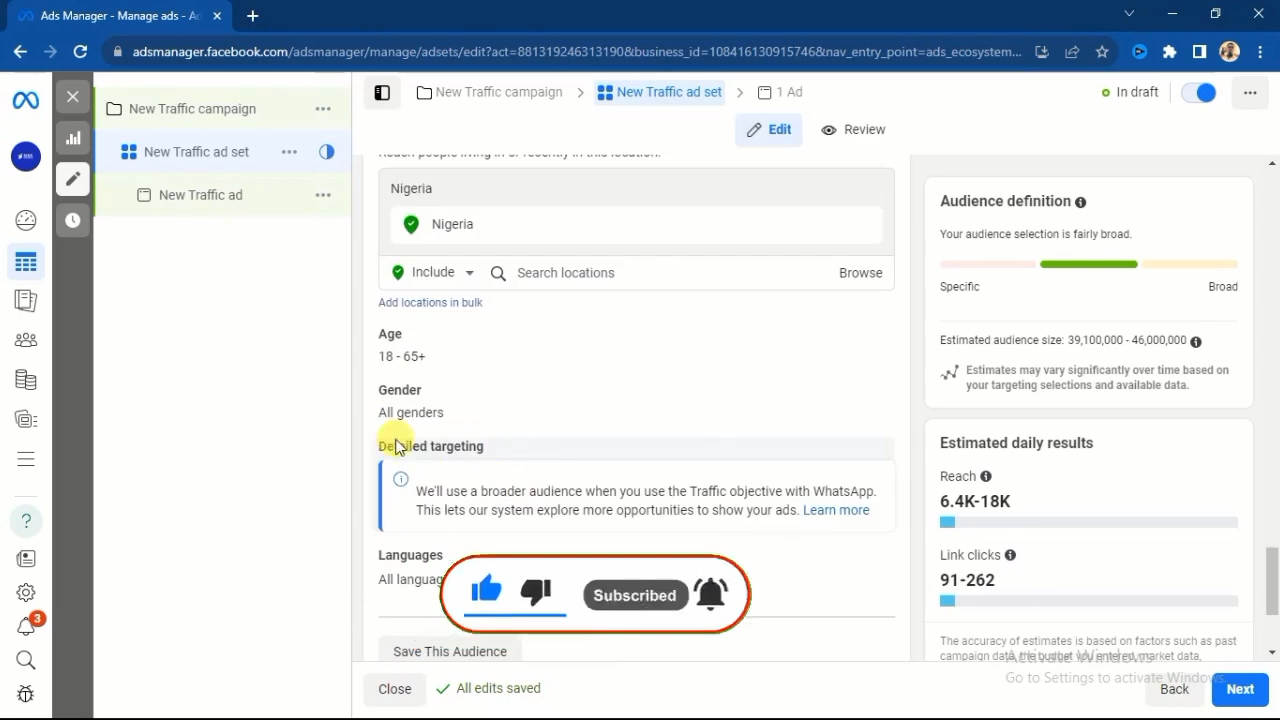 Ads Manager - Manage ads - Ad
adsmanager.facebook.com/adsmanager/manage/adsets/edit?act=881319246313190&business_id=1084161309157468&nav_entry_point=ads_ecosystem...
New Traffic campaign
New Traffic ad set
1 Ad
In draft
New Traffic campaign
New Traffic ad set
New Traffic ad
Edit
Review
Nigeria
Nigeria
Include
Search locations
Browse
Add locations in bulk
Age
18 - 65+
Gender
All genders
Detailed targeting
We'll use a broader audience when you use the Traffic objective with WhatsApp.
This lets our system explore more opportunities to show your ads. Learn more
Languages
All languag
Subscribed
Save This Audience
Close
All edits saved
Back
Next
Audience definition
Your audience selection is fairly broad.
Specific
Broad
Estimated audience size: 39,100,000 - 46,000,000
Estimates may vary significantly over time based on
your targeting selections and available data.
Estimated daily results
Reach
6.4K-18K
Link clicks
91-262
The accuracy of estimates is based on factors such as past
campaign data, the budget you entered, market data,
Activate Windows
Go to Settings to activate Windows.
3